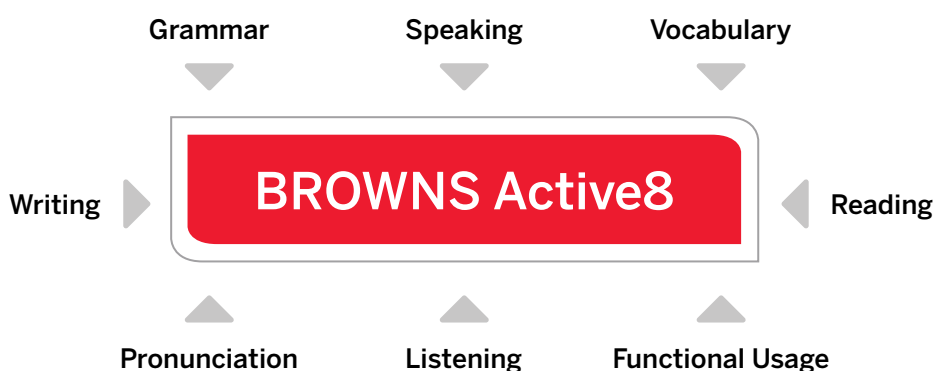 Grammar Speaking Vocabulary
Writing BROWNS Active8 Reading
Pronunciation Listening Functional Usage